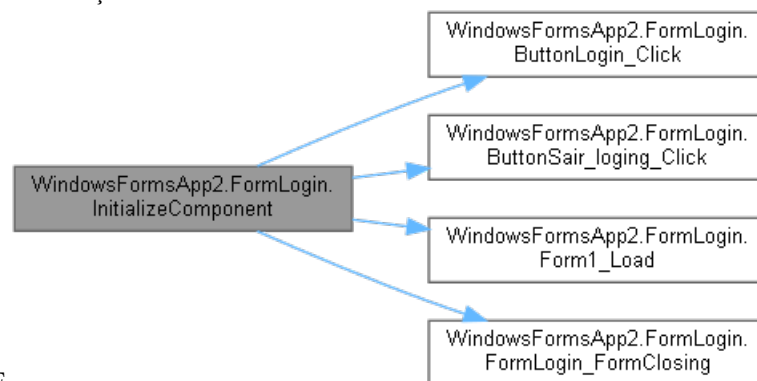 WindowsFormsApp2.FormLogin.
ButtonLogin_Click
WindowsFormsApp2.FormLogin.
ButtonSair_loging_Click
WindowsFormsApp2.FormLogin.
InitializeComponent
WindowsFormsApp2.FormLogin.
Form1_Load
WindowsFormsApp2.FormLogin.
FormLogin_FormClosing